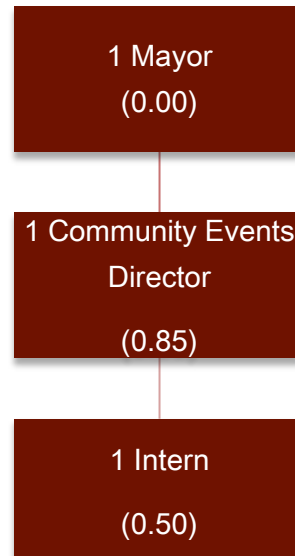 1 Mayor
(0.00)
1 Community Events
Director
(0.85)
1 Intern
(0.50)